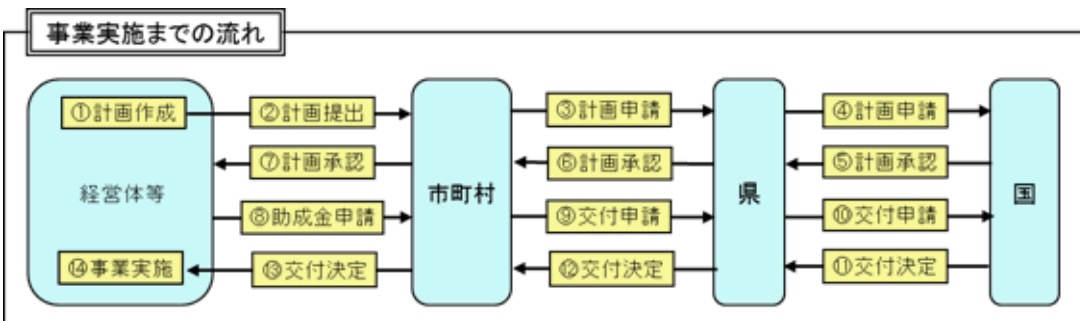 事業実施までの流れ
①計画作成 ②計画提出 ③計画申請 ④計画申請
⑦計画承認 ⑥計画承認 ⑤計画承認
経営体等 市町村 県 国
⑧助成金申請 ⑨交付申請 ⑩交付申請
⑭事業実施 ⑬交付決定 ⑫交付決定 ⑪交付決定